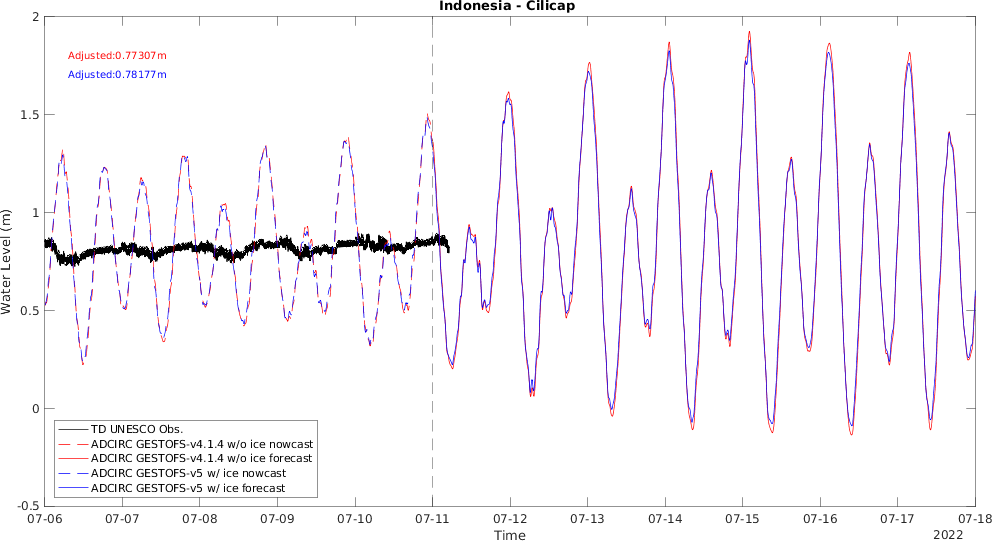 Indonesia - Cilicap
Adjusted:0.77307m
Adjusted:0.78177m
Water Level (m)
2
1.5
1
0.5
0
-0.5
TD UNESCO Obs.
ADCIRC GESTOFS-v4.1.4 w/o ice nowcast
ADCIRC GESTOFS-v4.1.4 w/o ice forecast
ADCIRC GESTOFS-v5 w/ ice nowcast
ADCIRC GESTOFS-v5 w/ ice forecast
07-06 07-07 07-08 07-09 07-10 07-11 07-12 07-13 07-14 07-15 07-16 07-17 07-18
Time
2022